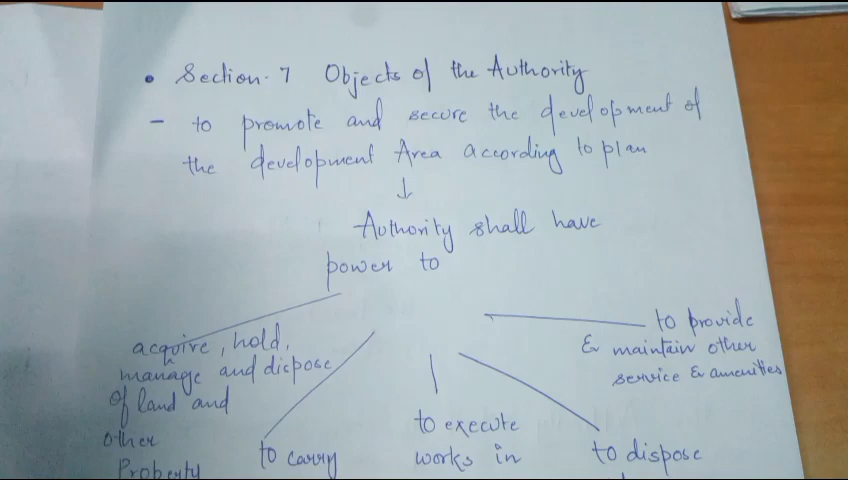 • Section. 7 Objects of the Authority
- to promote and secure the development of
the development Area according to plan
↓
Authority shall have
power to
acquire, hold,
manage and dispose
of land and
other
Property
to carry
to execute
works in
to dispose
to provide
& maintain other
service & amenities